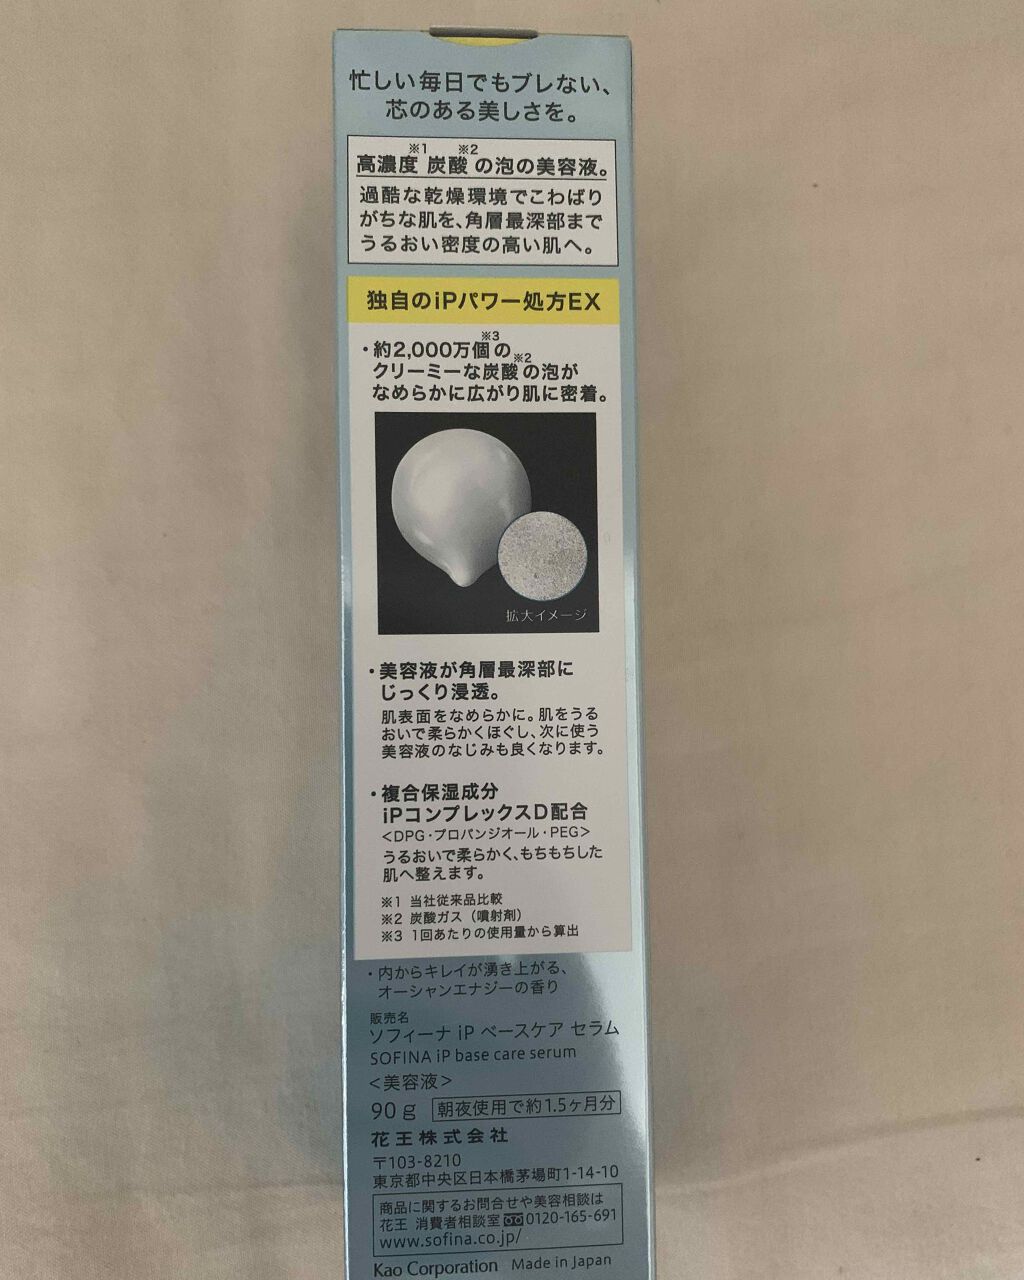 忙しい毎日でもブレない、
芯のある美しさを。
高濃度※1炭酸※2の泡の美容液。
過酷な乾燥環境でこわばり
がちな肌を、角層最深部まで
うるおい密度の高い肌へ。
独自のiPパワー処方EX
・約2,000万個※3の
クリーミーな炭酸※2の泡が
なめらかに広がり肌に密着。
拡大イメージ
・美容液が角層最深部に
じっくり浸透。
肌表面をなめらかに。肌をうる
おいで柔らかくほぐし、次に使う
美容液のなじみも良くなります。
・複合保湿成分
iPコンプレックスD配合
<DPG・プロパンジオール・PEG>
うるおいで柔らかく、もちもちした
肌へ整えます。
※1 当社従来品比較
※2 炭酸ガス（噴射剤）
※3 1回あたりの使用量から算出
・内からキレイが湧き上がる、
オーシャンエナジーの香り
販売名
ソフィーナ iP ベースケア セラム
SOFINA iP base care serum
<美容液>
90g 朝夜使用で約1.5ヶ月分
花王株式会社
〒103-8210
東京都中央区日本橋茅場町1-14-10
商品に関するお問合せや美容相談は
花王 消費者相談室 0120-165-691
www.sofina.co.jp/
Kao Corporation Made in Japan